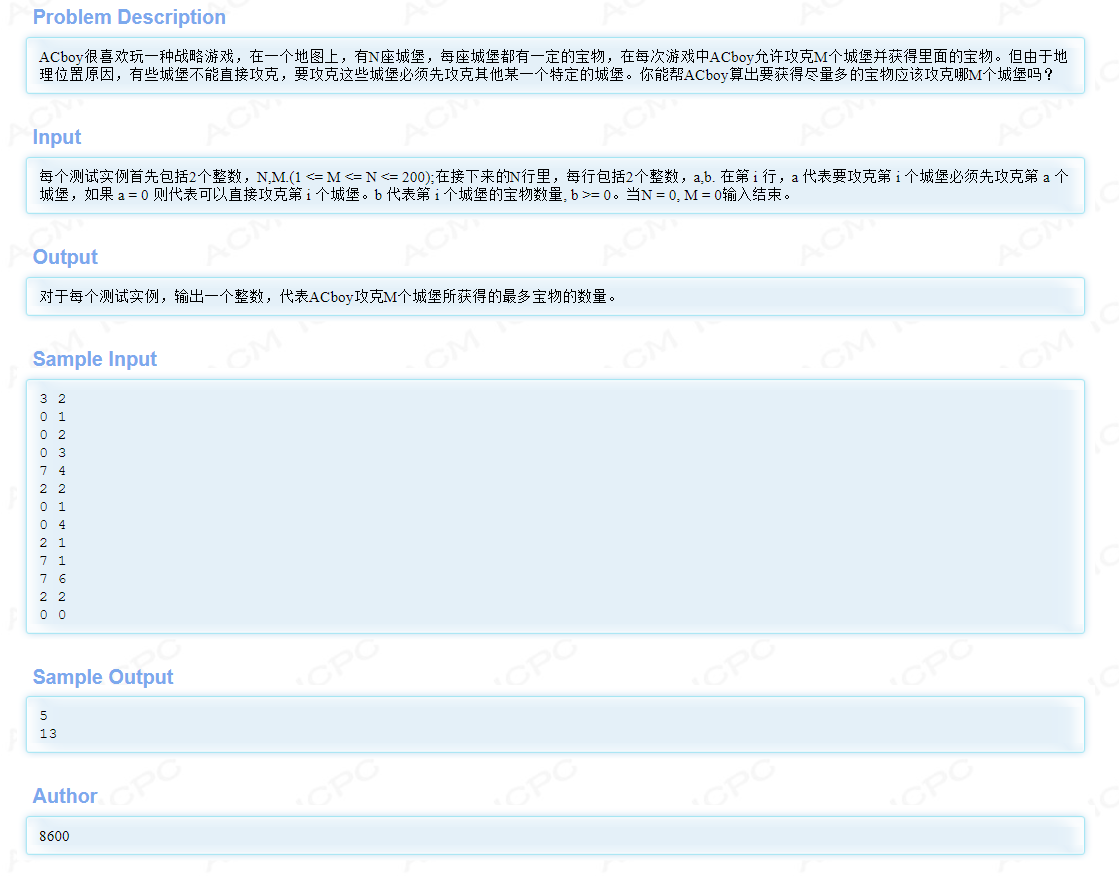 Problem Description
ACboy很喜欢玩一种战略游戏，在一个地图上，有N座城堡，每座城堡都有一定的宝物，在每次游戏中ACboy允许攻克M个城堡并获得里面的宝物。但由于地
理位置原因，有些城堡不能直接攻克，要攻克这些城堡必须先攻克其他某一个特定的城堡。你能帮ACboy算出要获得尽量多的宝物应该攻克哪M个城堡吗？
Input
每个测试实例首先包括2个整数，N,M.(1 <= M <= N <= 200);在接下来的N行里，每行包括2个整数，a,b. 在第 i 行，a 代表要攻克第 i 个城堡必须先攻克第 a 个
城堡，如果 a = 0 则代表可以直接攻克第 i 个城堡。b 代表第 i 个城堡的宝物数量, b >= 0。当N = 0, M = 0输入结束。
Output
对于每个测试实例，输出一个整数，代表ACboy攻克M个城堡所获得的最多宝物的数量。
Sample Input
3 2
0 1
0 2
0 3
7 4
2 2
0 1
0 4
2 1
7 1
7 6
2 2
0 0
Sample Output
5
13
Author
8600